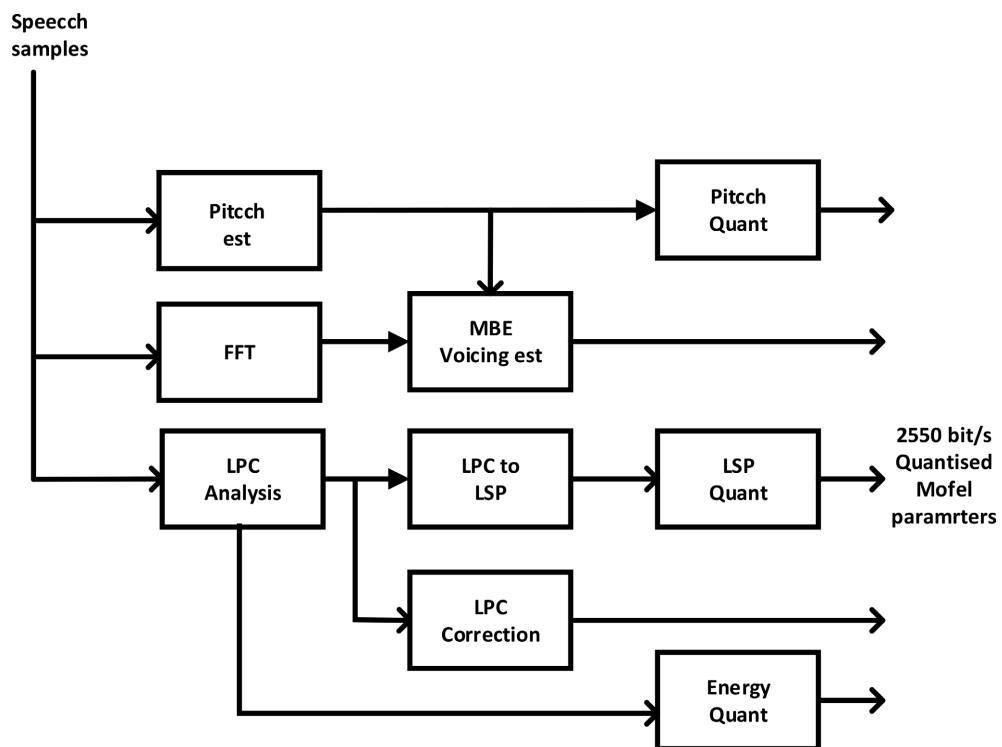 Speecch
samples
Pitcch
est
Pitcch
Quant
FFT
MBE
Voicing est
LPC
Analysis
LPC to
LSP
LSP
Quant
2550 bit/s
Quantised
Mofel
paramrters
LPC
Correction
Energy
Quant